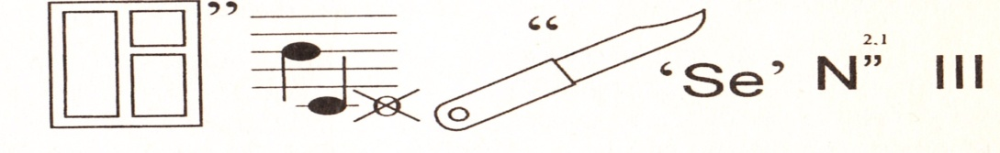 ” “ ‘Se’ N” 2.1 III